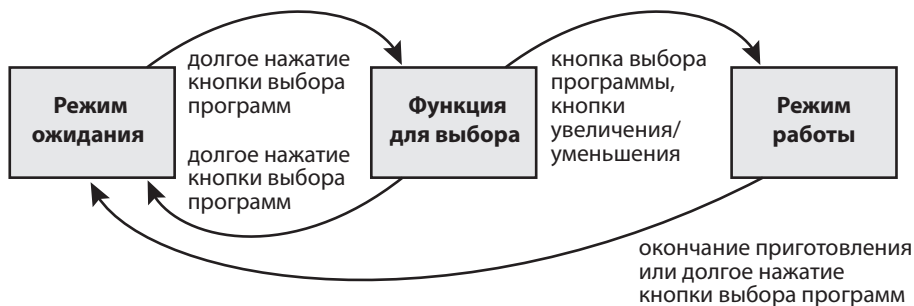 долгое нажатие
кнопки выбора
программ
кнопка выбора
программы,
кнопки
увеличения/
уменьшения
Режим
ожидания
Функция
для выбора
Режим
работы
долгое нажатие
кнопки выбора
программ
окончание приготовления
или долгое нажатие
кнопки выбора программ